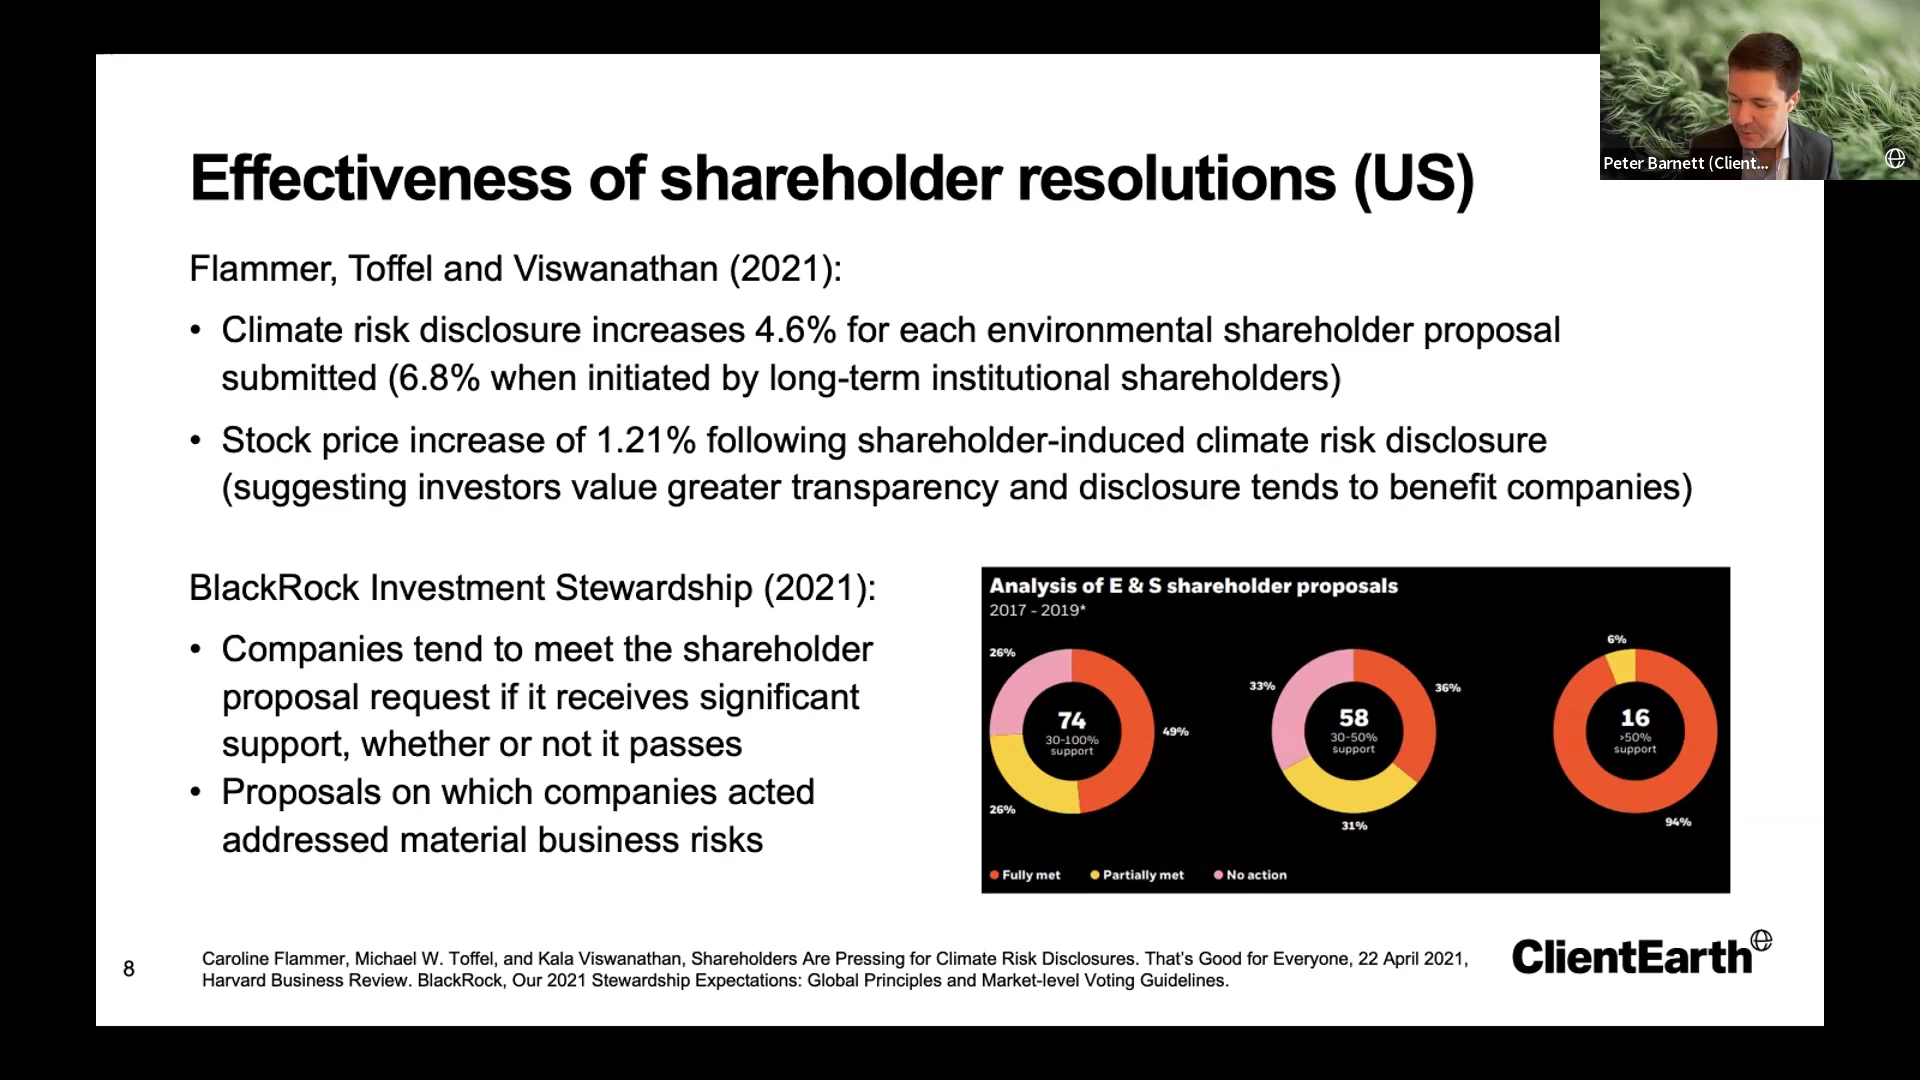 Effectiveness of shareholder resolutions (US)
Peter Barnett (Client...
Flammer, Toffel and Viswanathan (2021):
• Climate risk disclosure increases 4.6% for each environmental shareholder proposal
submitted (6.8% when initiated by long-term institutional shareholders)
• Stock price increase of 1.21% following shareholder-induced climate risk disclosure
(suggesting investors value greater transparency and disclosure tends to benefit companies)
BlackRock Investment Stewardship (2021):
• Companies tend to meet the shareholder
proposal request if it receives significant
support, whether or not it passes
• Proposals on which companies acted
addressed material business risks
Analysis of E & S shareholder proposals
2017 - 2019*
26%
74
30-100%
support
49%
26%
33%
58
30-50%
support
36%
31%
6%
16
>50%
support
94%
Fully met
Partially met
No action
8
Caroline Flammer, Michael W. Toffel, and Kala Viswanathan, Shareholders Are Pressing for Climate Risk Disclosures. That’s Good for Everyone, 22 April 2021,
Harvard Business Review. BlackRock, Our 2021 Stewardship Expectations: Global Principles and Market-level Voting Guidelines.
ClientEarth